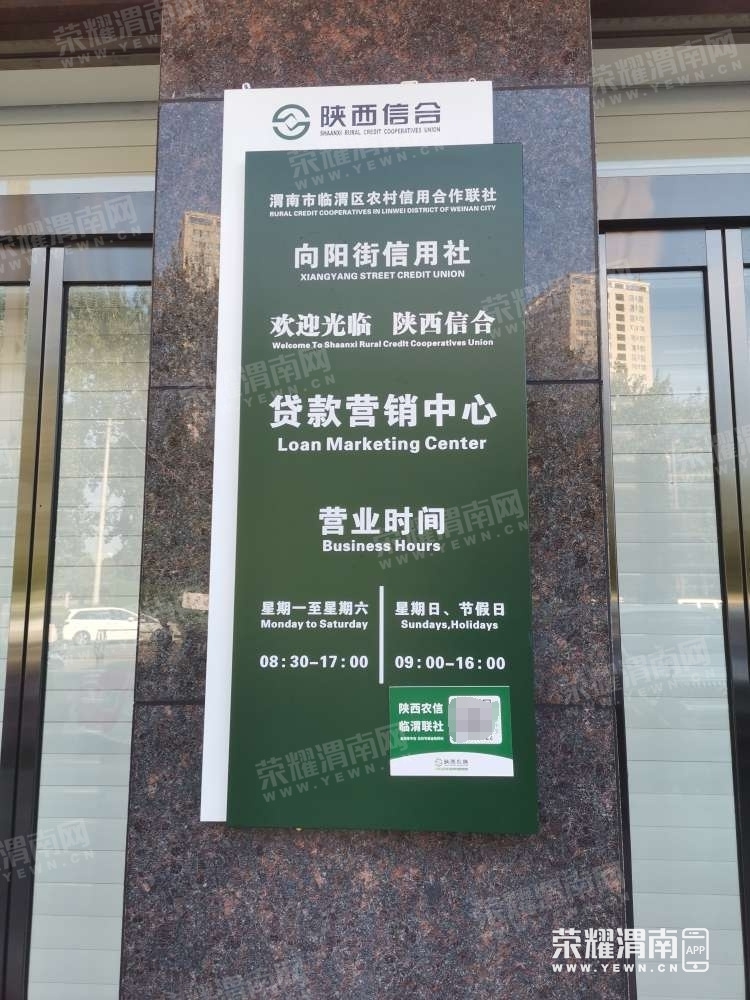 陕西信合
SHAANXI RURAL CREDIT COOPERATIVES UNION
渭南市临渭区农村信用合作联社
RURAL CREDIT COOPERATIVES IN LINWEI DISTRICT OF WEINAN CITY
向阳街信用社
XIANGYANG STREET CREDIT UNION
欢迎光临 陕西信合
Welcome To Shaanxi Rural Credit Cooperatives Union
贷款营销中心
Loan Marketing Center
营业时间
Business Hours
星期一至星期六
Monday to Saturday
08:30-17:00
星期日、节假日
Sundays,Holidays
09:00-16:00
陕西农信
临渭联社
荣耀渭南网
WWW.YEWN.CN
荣耀渭南 APP
WWW.YEWN.CN